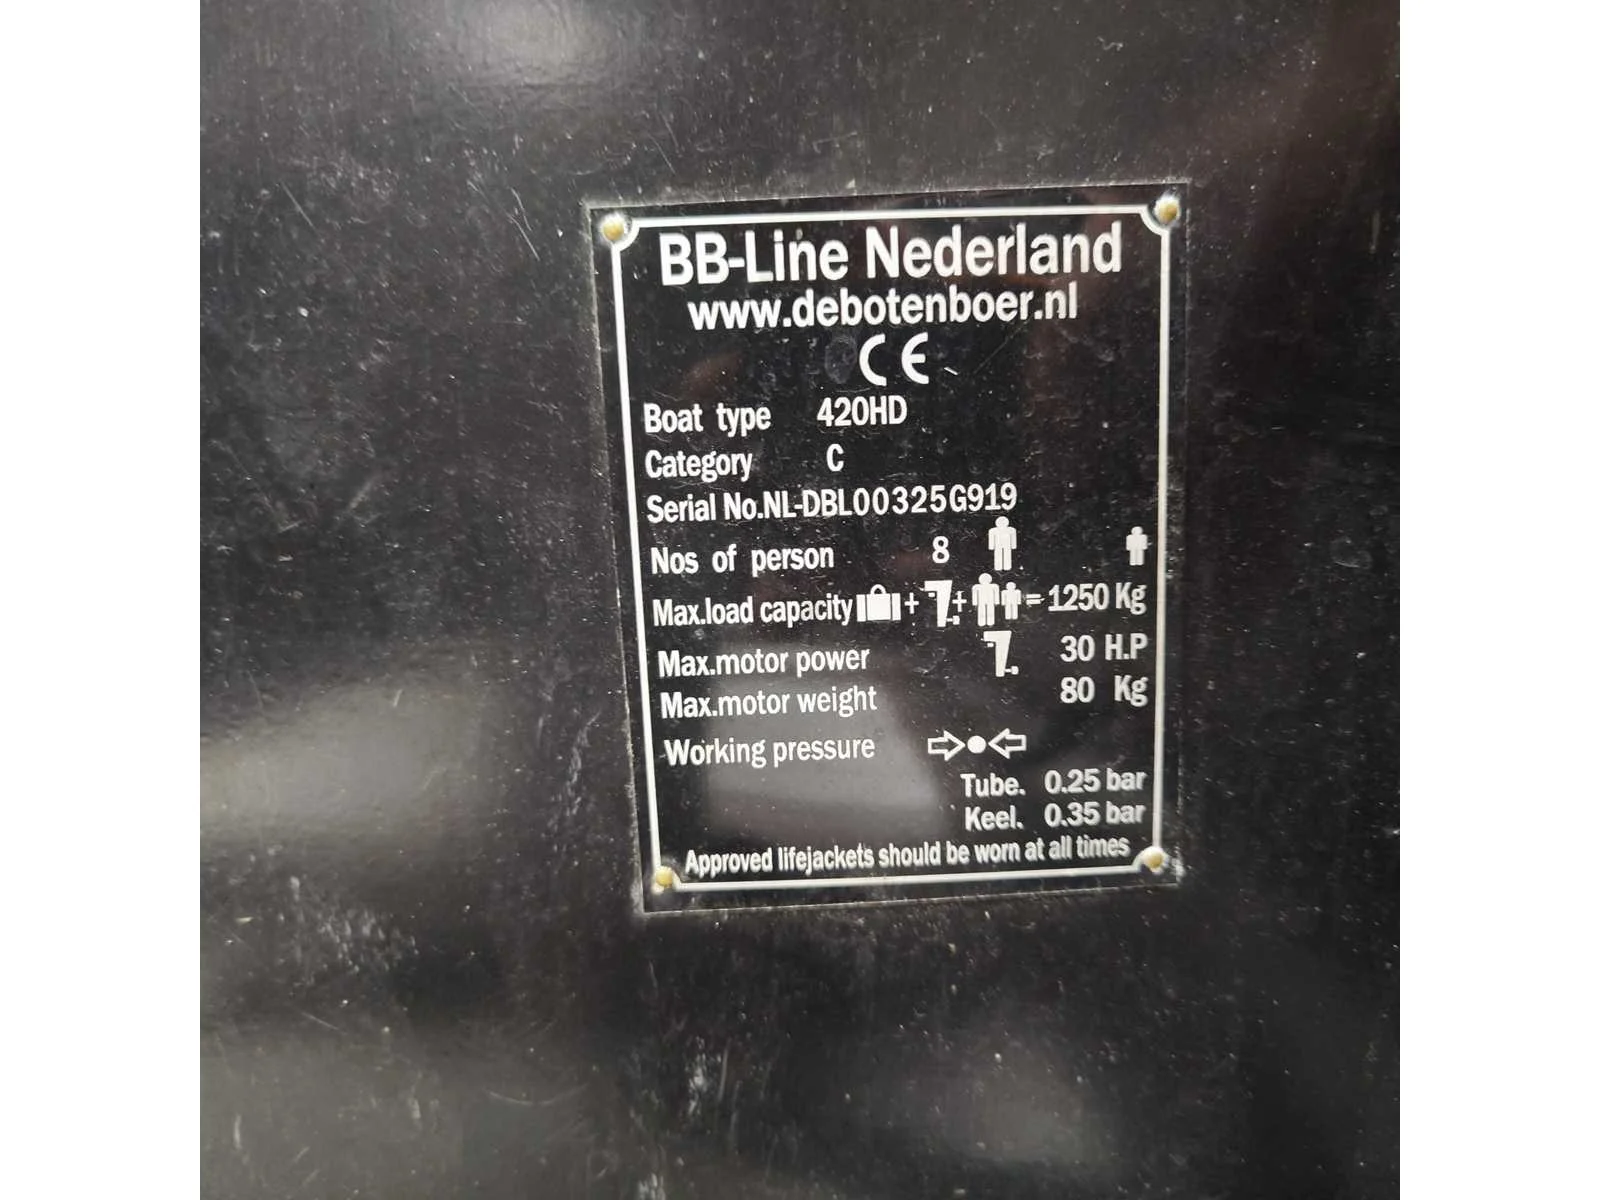 BB-Line Nederland
www.debotenboer.nl
CE
Boat type 420HD
Category C
Serial No.NL-DBL00325G919
Nos of person 8
Max.load capacity + + = 1250 Kg
Max.motor power 30 H.P
Max.motor weight 80 Kg
Working pressure
Tube. 0.25 bar
Keel. 0.35 bar
Approved lifejackets should be worn at all times